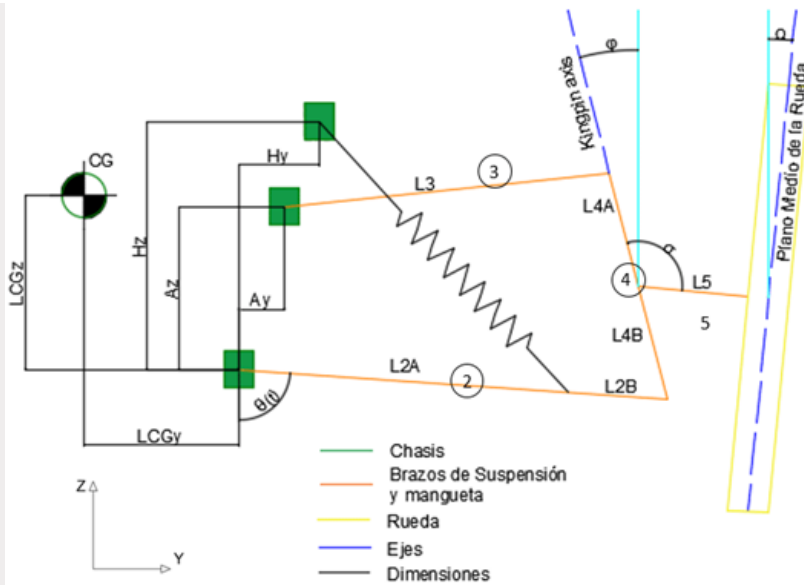 CG
Hy
3
L3
Kingpin axis
φ
Ω
Plano Medio de la Rueda
L4A
LCGz
Hz
Az
Ay
4
σ
L5
5
L4B
L2A
2
L2B
θ(t)
LCGy
Chasis
Brazos de Suspensión
y mangueta
Rueda
Ejes
Dimensiones
Z
Y